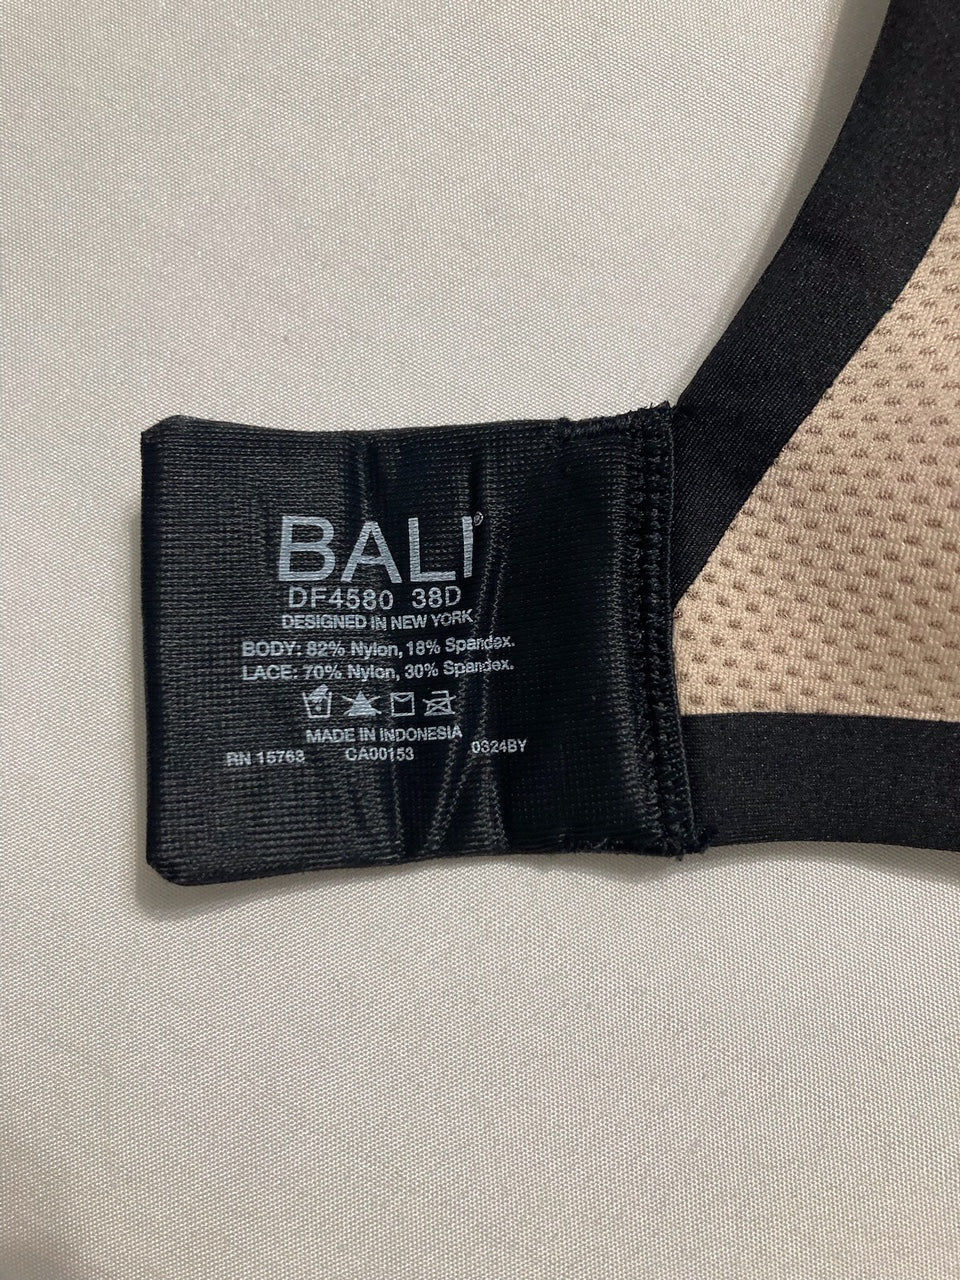 BALI®
DF4580 38D
DESIGNED IN NEW YORK
BODY: 82% Nylon, 18% Spandex.
LACE: 70% Nylon, 30% Spandex.
MADE IN INDONESIA
RN 15763 CA00153 0324BY